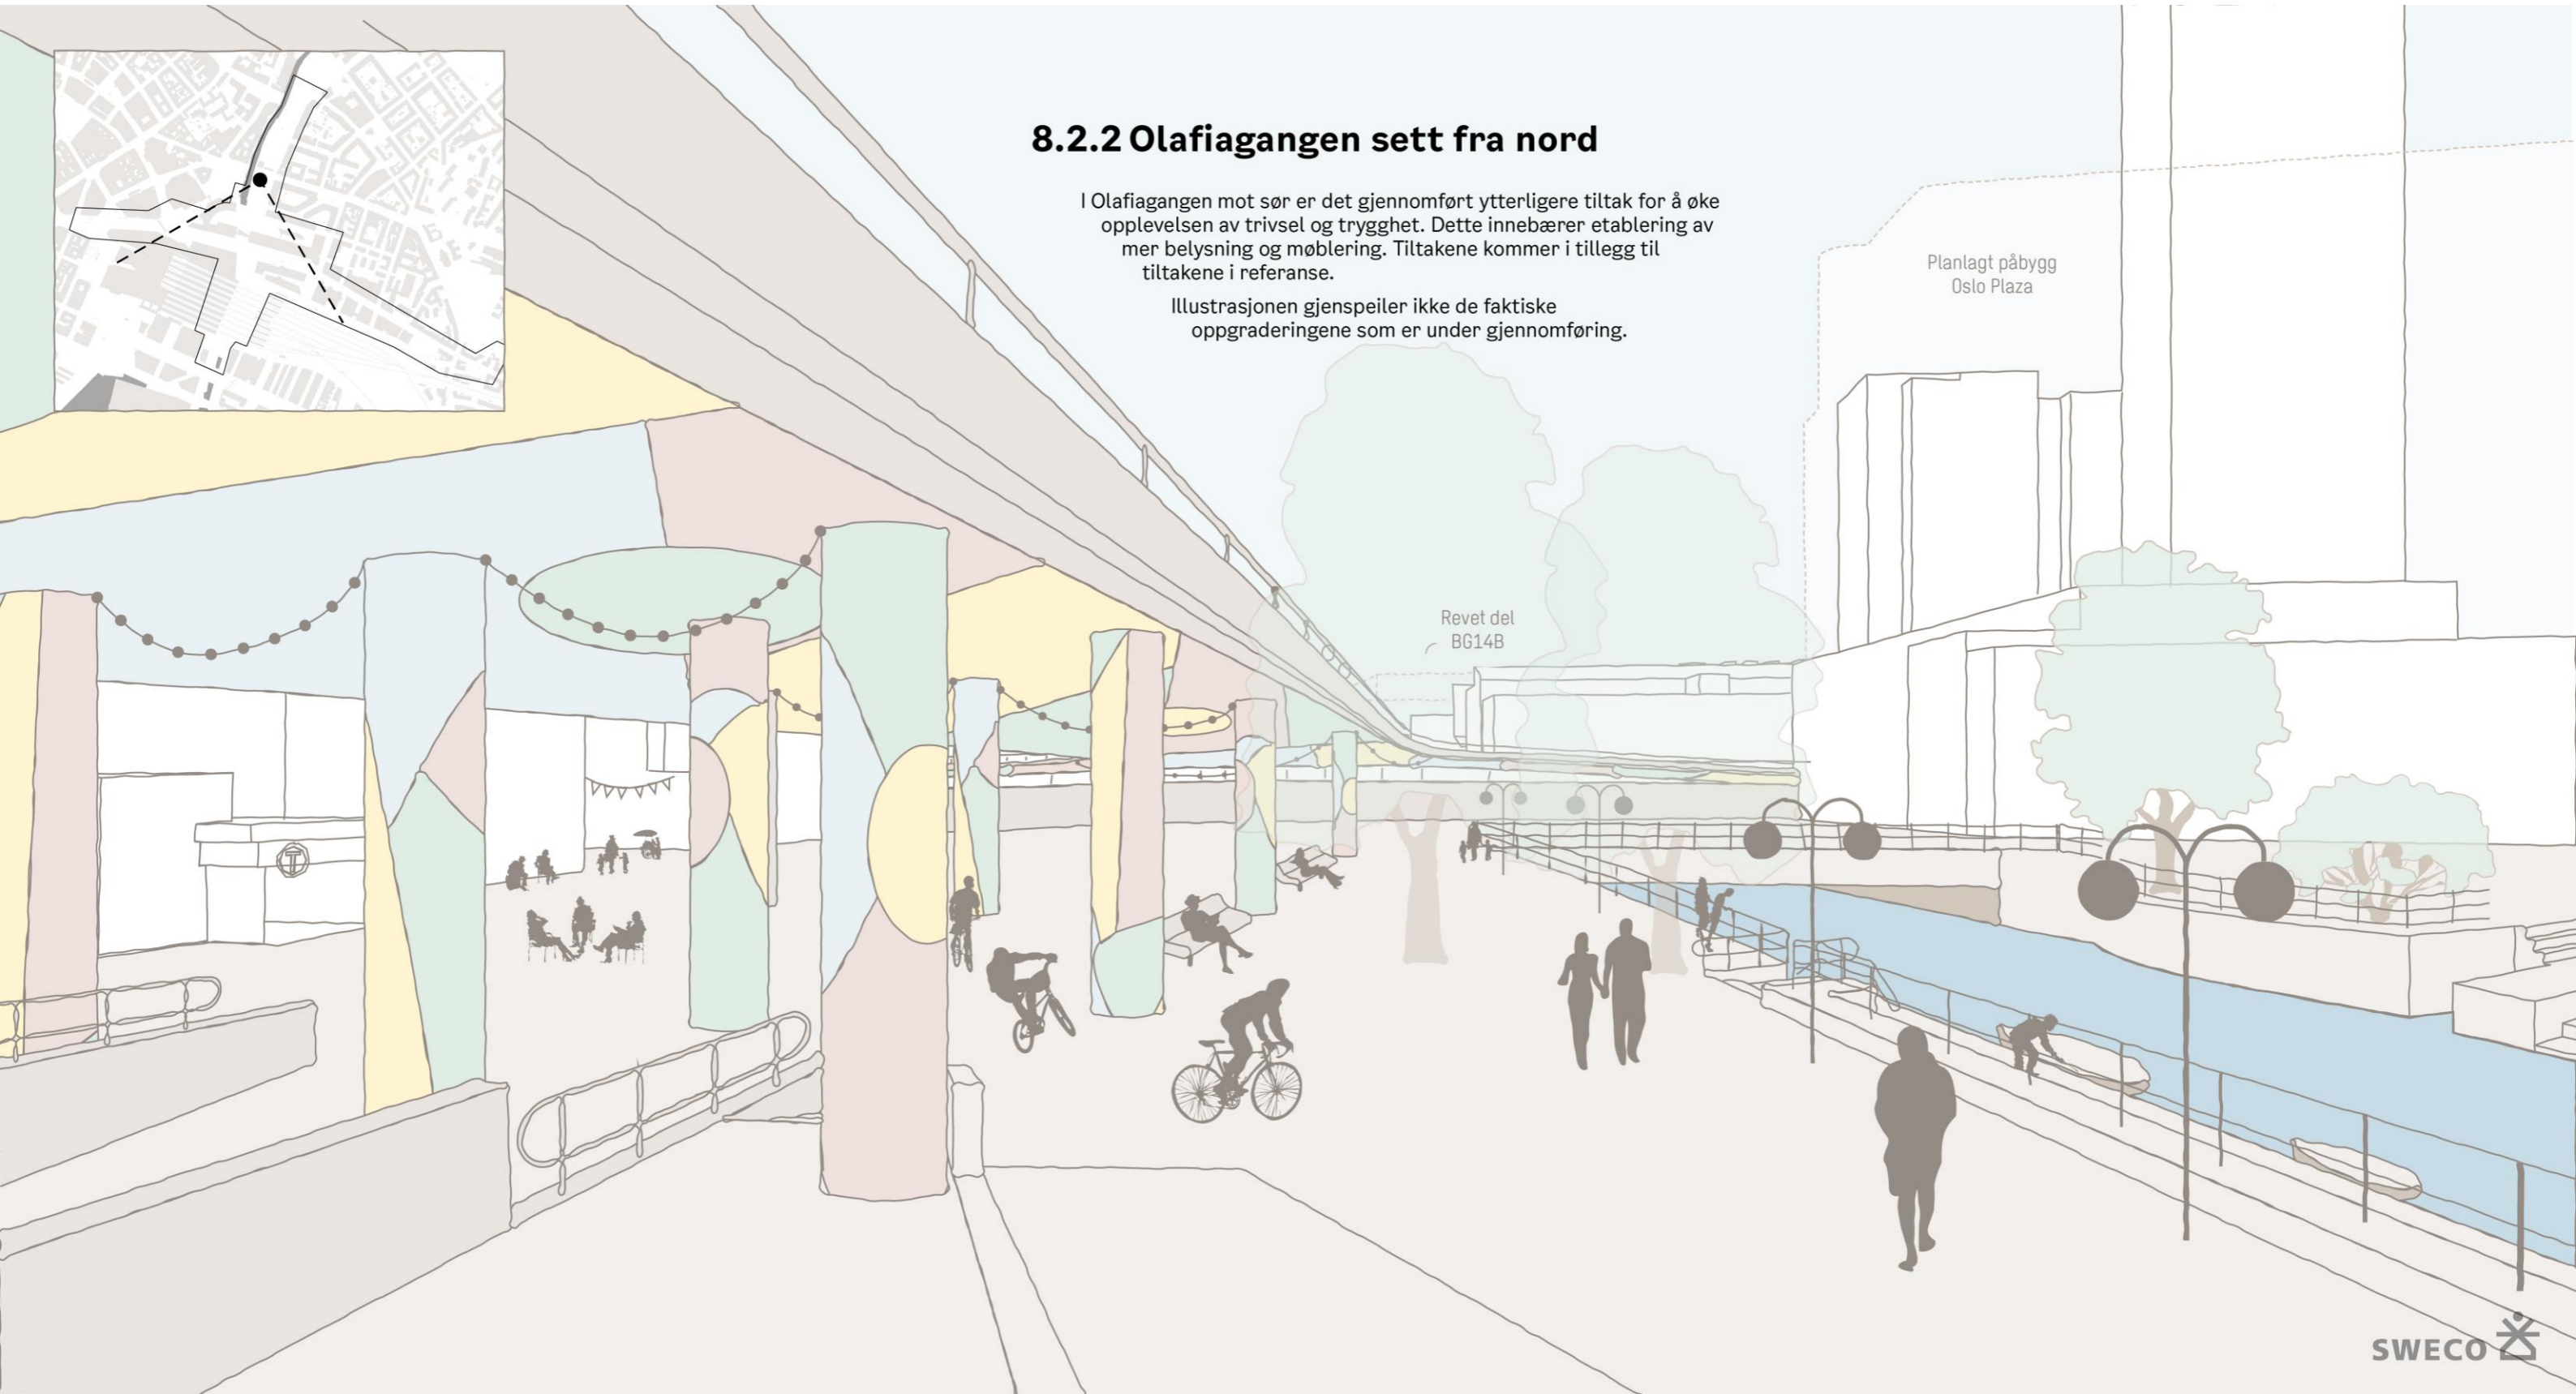 8.2.2 Olafiagangen sett fra nord
I Olafiagangen mot sør er det gjennomført ytterligere tiltak for å øke
opplevelsen av trivsel og trygghet. Dette innebærer etablering av
mer belysning og møblering. Tiltakene kommer i tillegg til
tiltakene i referanse.
Illustrasjonen gjenspeiler ikke de faktiske
oppgraderingene som er under gjennomføring.
Planlagt påbygg
Oslo Plaza
Revet del
BG14B
T
SWECO